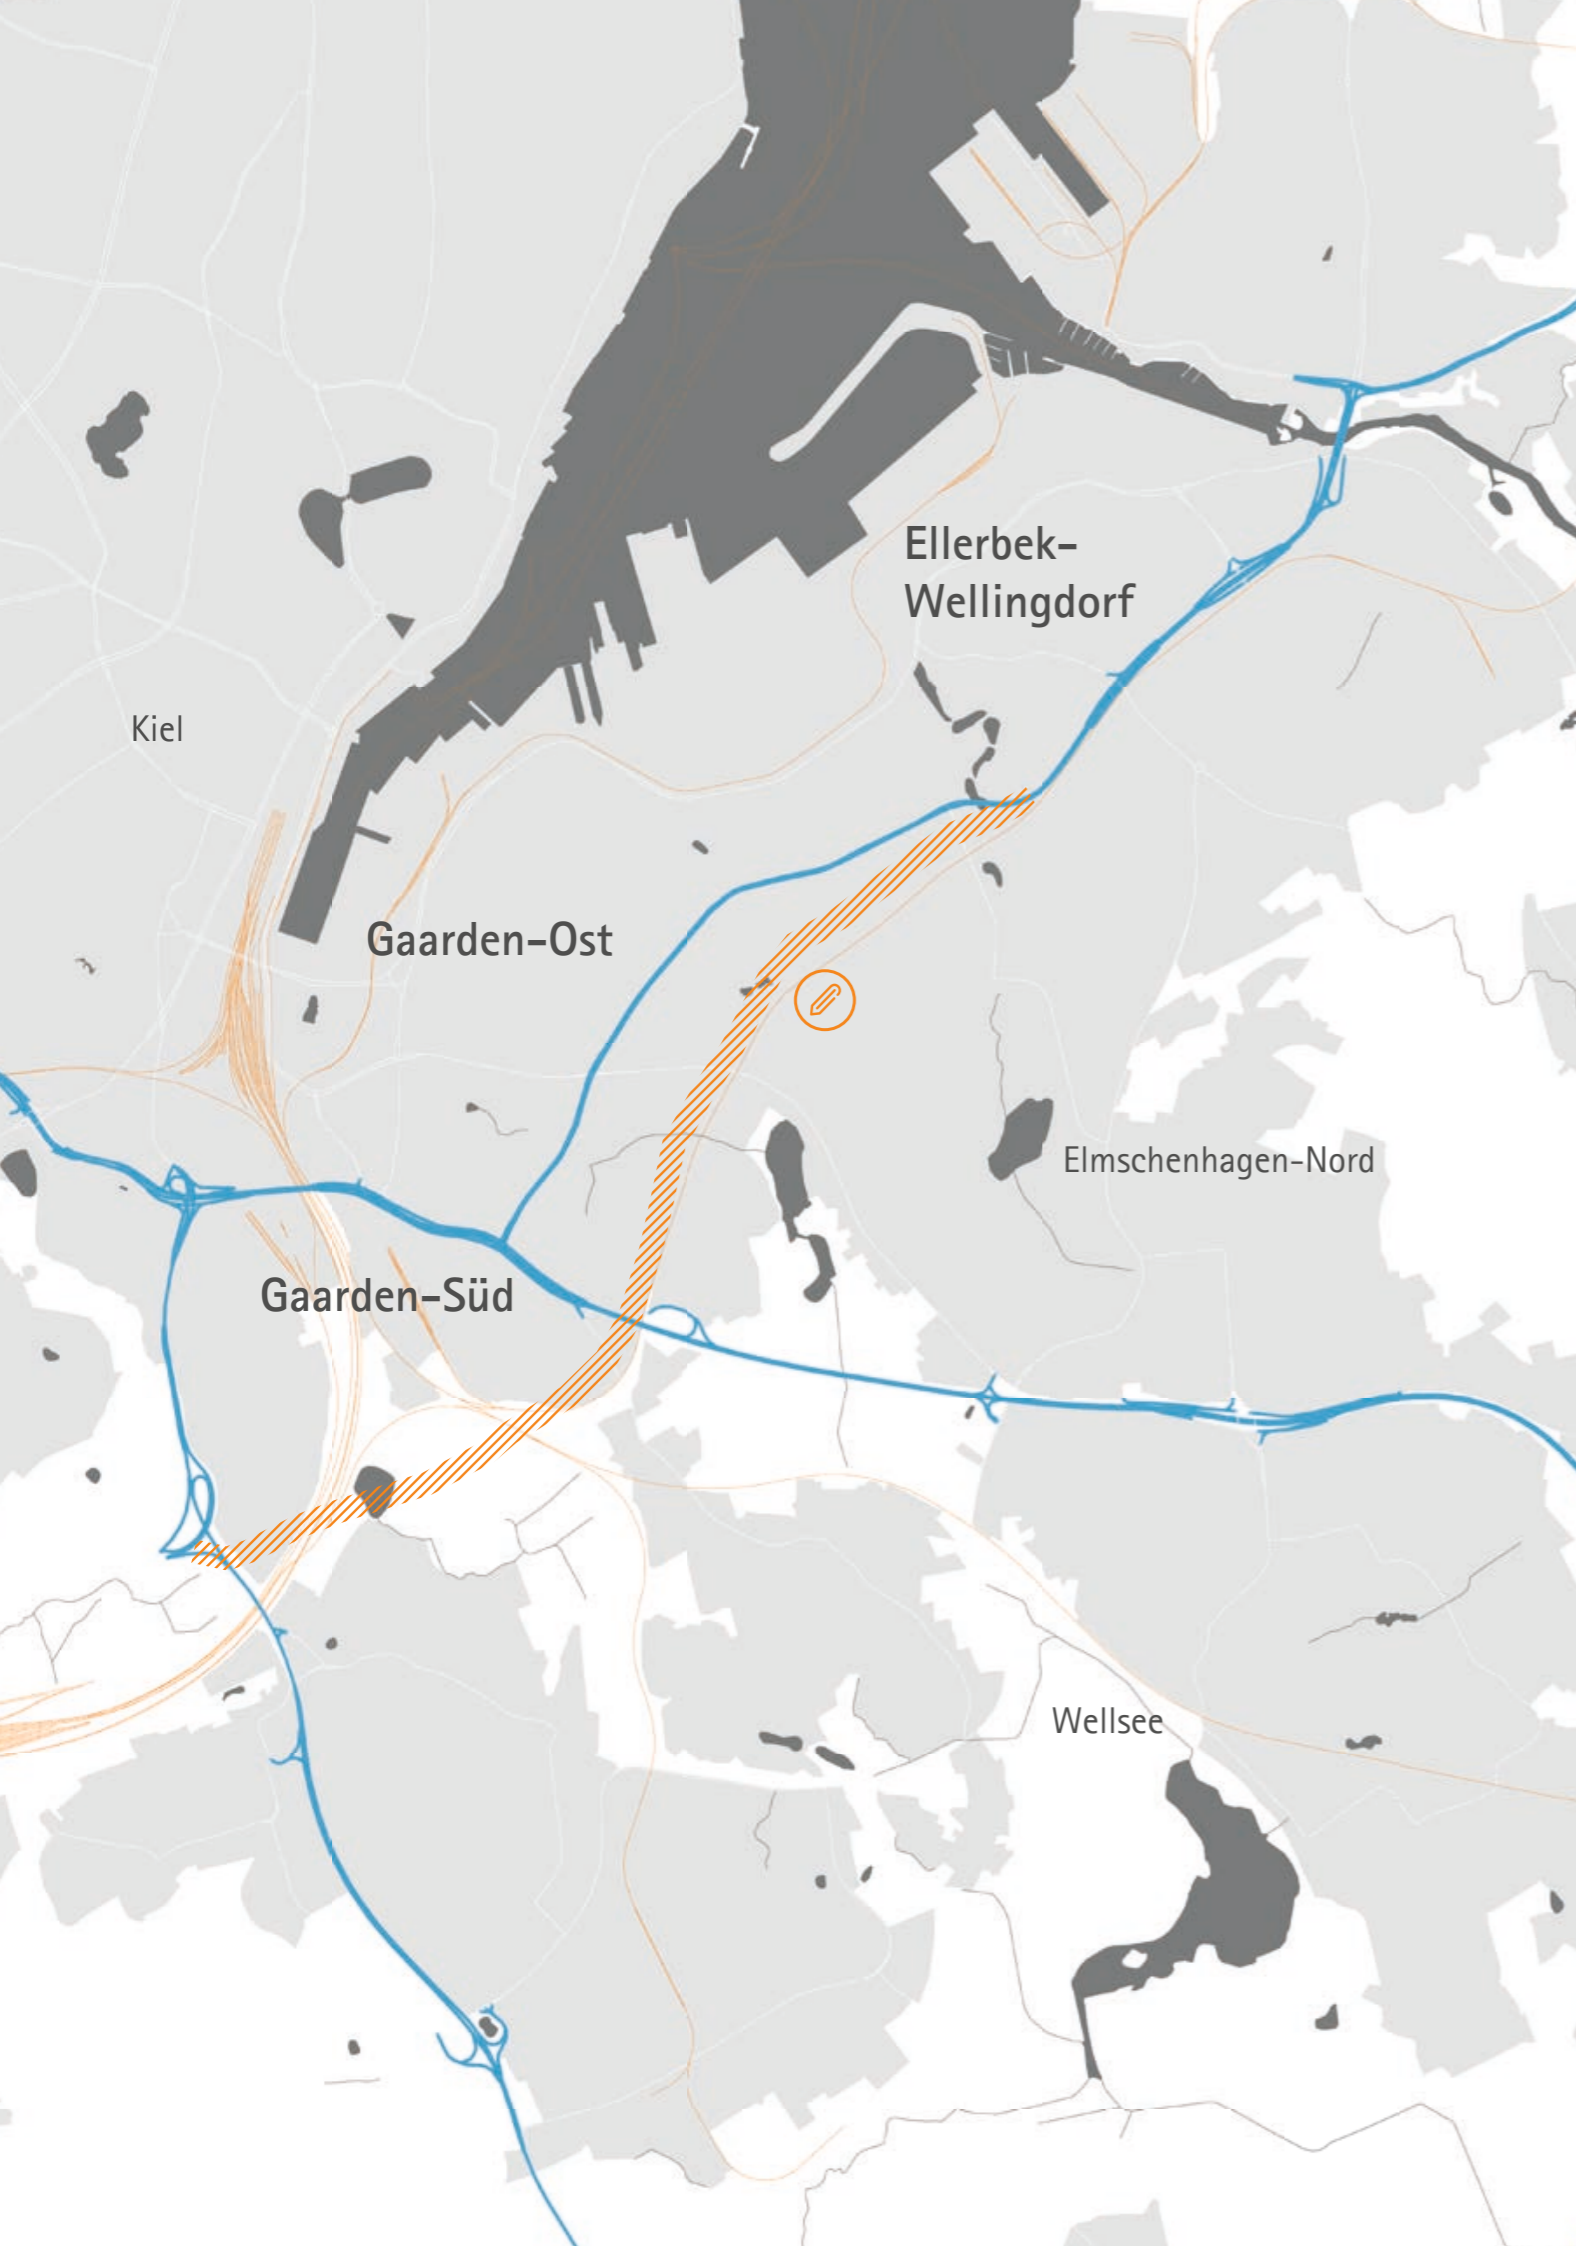 Ellerbek-
Wellingdorf
Kiel
Gaarden-Ost
Elmschenhagen-Nord
Gaarden-Süd
Wellsee